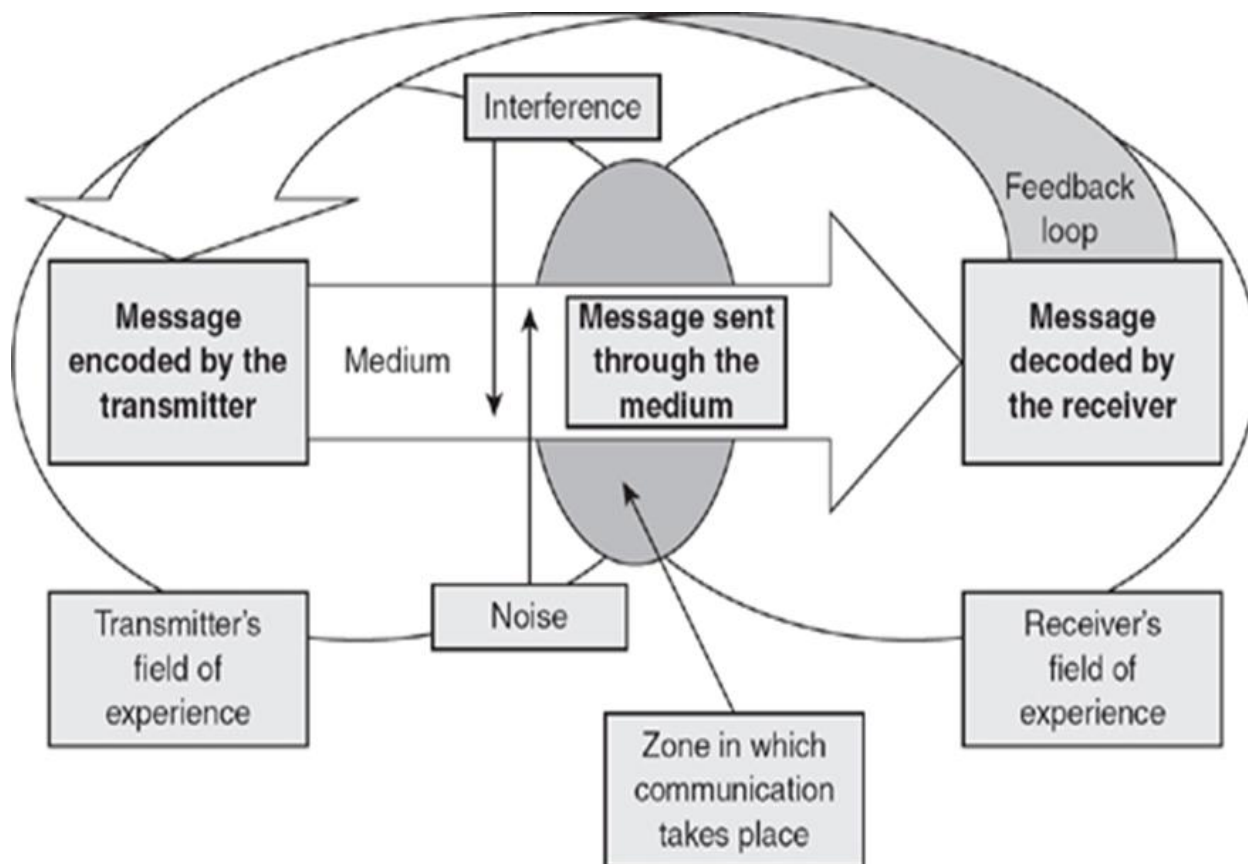 Interference
Feedback
loop
Message
encoded by the
transmitter
Medium
Message sent
through the
medium
Message
decoded by
the receiver
Transmitter’s
field of
experience
Noise
Receiver’s
field of
experience
Zone in which
communication
takes place